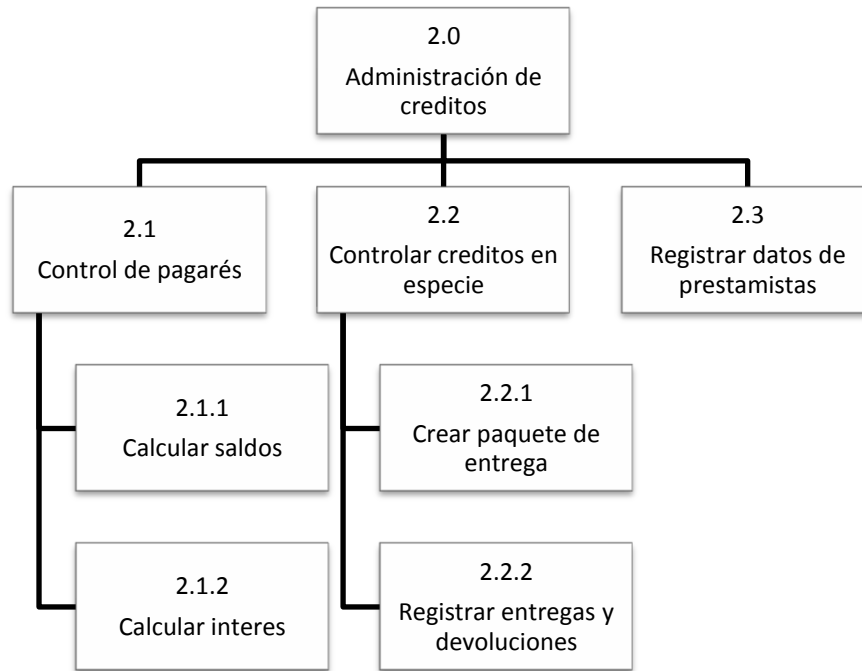 2.0
Administración de
creditos
2.1
Control de pagarés
2.2
Controlar creditos en
especie
2.3
Registrar datos de
prestamistas
2.1.1
Calcular saldos
2.2.1
Crear paquete de
entrega
2.1.2
Calcular interes
2.2.2
Registrar entregas y
devoluciones